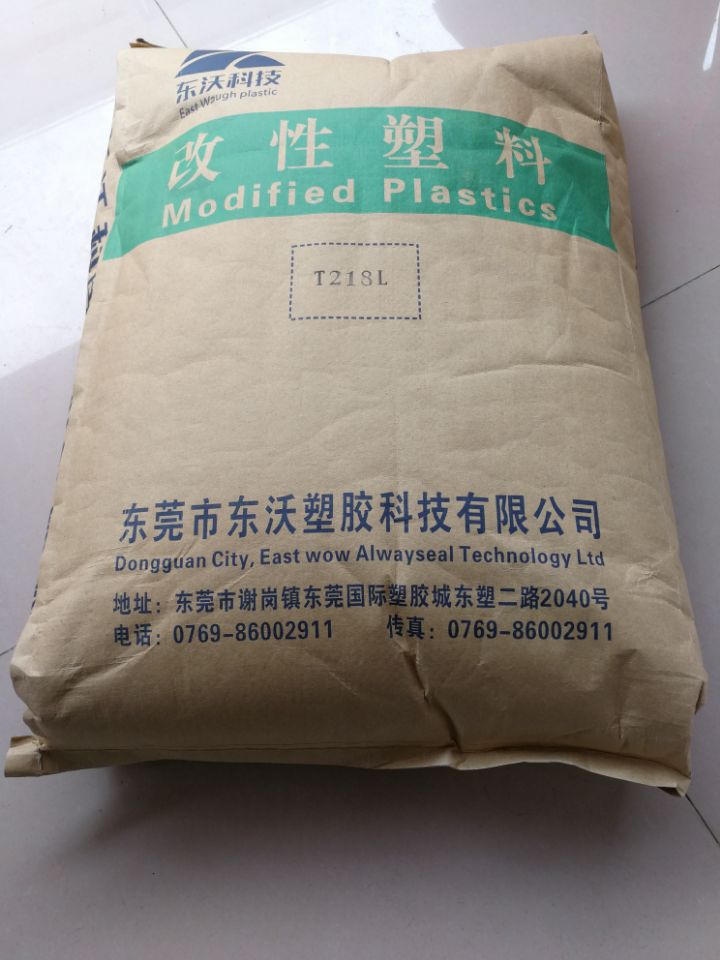 东沃科技
East Waugh plastic
改性塑料
Modified Plastics
T218L
东莞市东沃塑胶科技有限公司
Dongguan City, East wow Alwayseal Technology Ltd
地址：东莞市谢岗镇东莞国际塑胶城东塑二路2040号
电话：0769-86002911 传真：0769-86002911